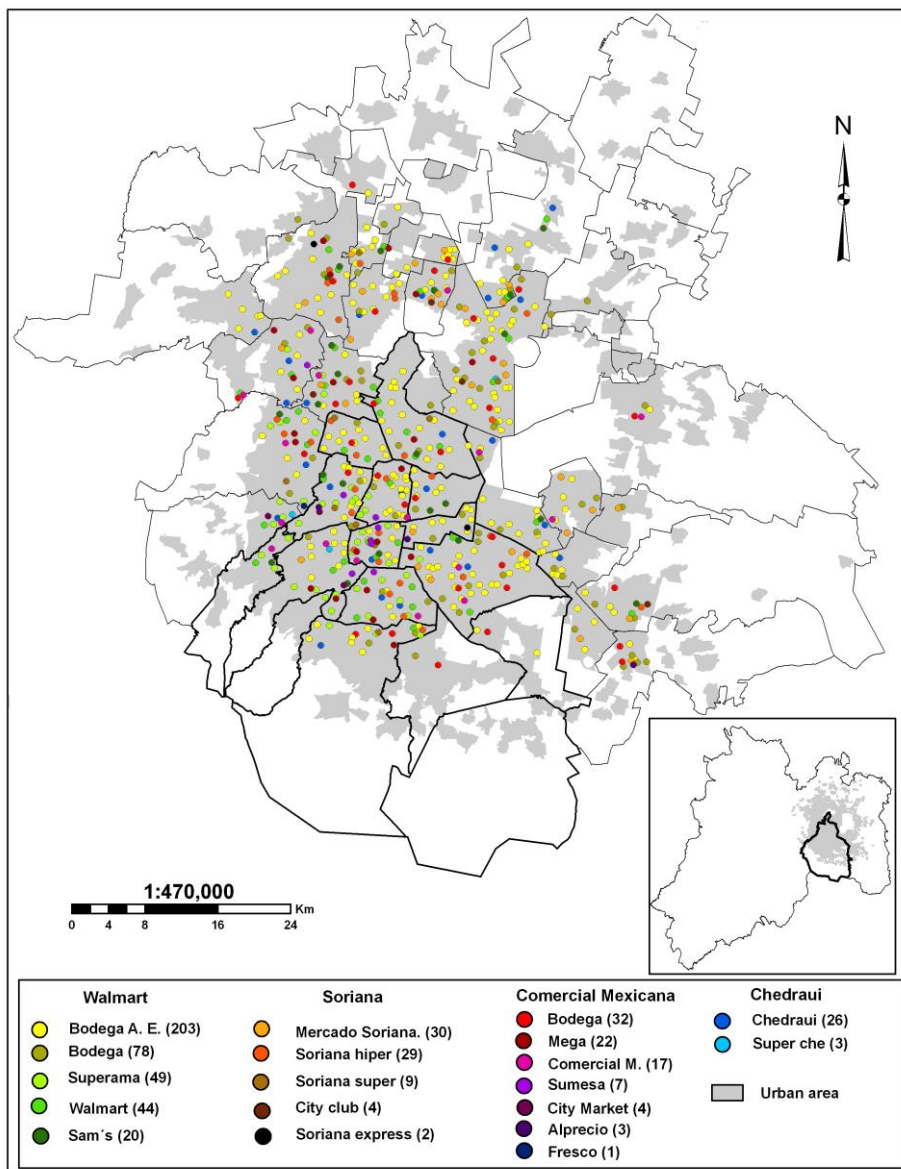 N
1:470,000
Km
0 4 8 16 24
Walmart
Bodega A. E. (203)
Bodega (78)
Superama (49)
Walmart (44)
Sam´s (20)
Soriana
Mercado Soriana. (30)
Soriana hiper (29)
Soriana super (9)
City club (4)
Soriana express (2)
Comercial Mexicana
Bodega (32)
Mega (22)
Comercial M. (17)
Sumesa (7)
City Market (4)
Alprecio (3)
Fresco (1)
Chedraui
Chedraui (26)
Super che (3)
Urban area